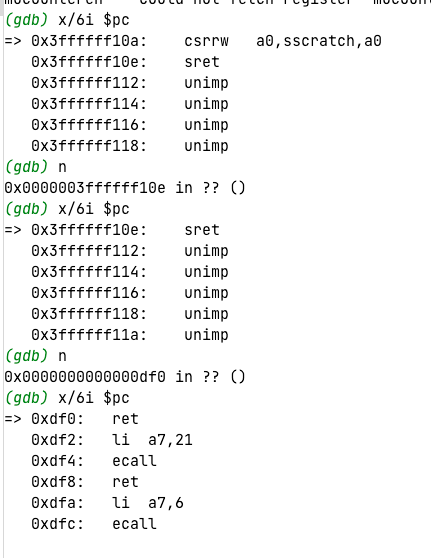 (gdb) x/6i $pc
=> 0x3ffffff10a: csrrw a0,sscratch,a0
0x3ffffff10e: sret
0x3ffffff112: unimp
0x3ffffff114: unimp
0x3ffffff116: unimp
0x3ffffff118: unimp
(gdb) n
0x0000003ffffff10e in ?? ()
(gdb) x/6i $pc
=> 0x3ffffff10e: sret
0x3ffffff112: unimp
0x3ffffff114: unimp
0x3ffffff116: unimp
0x3ffffff118: unimp
0x3ffffff11a: unimp
(gdb) n
0x0000000000000df0 in ?? ()
(gdb) x/6i $pc
=> 0xdf0: ret
0xdf2: li a7,21
0xdf4: ecall
0xdf8: ret
0xdfa: li a7,6
0xdfc: ecall